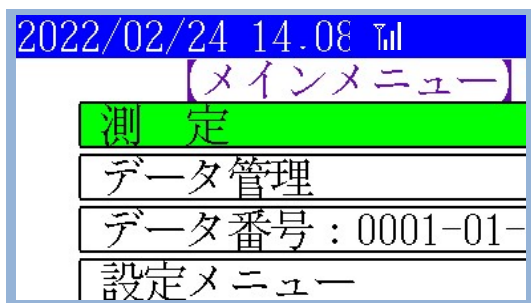 2022/02/24 14.08
【メインメニュー】
測　定
データ管理
データ番号：0001-01-
設定メニュー